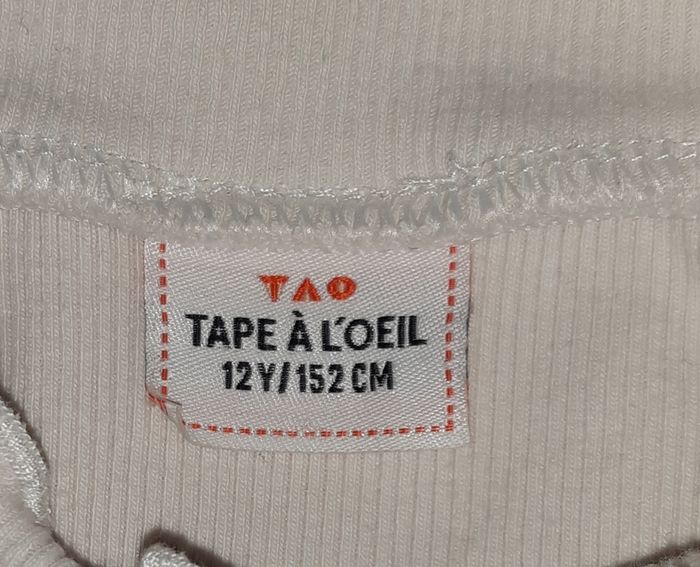 TAO
TAPE À L'OEIL
12Y/152 CM